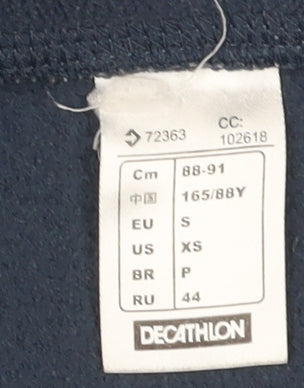 72363 CC:
102618
Cm 88-91
中国 165/88Y
EU S
US XS
BR P
RU 44
DECATHLON